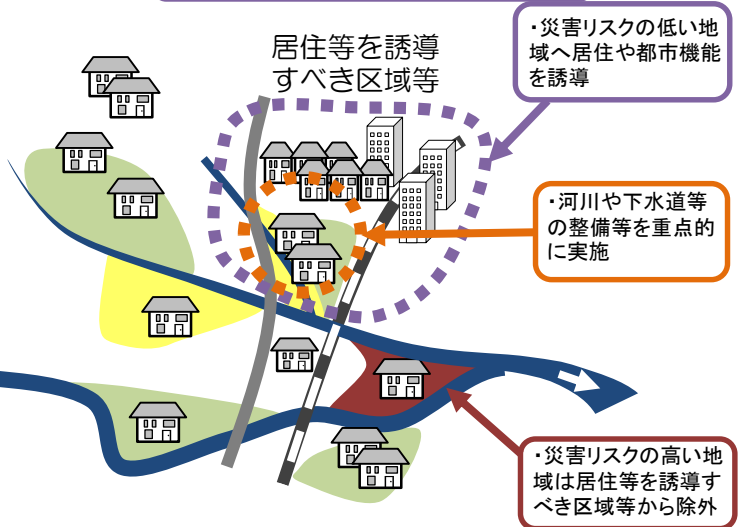 居住等を誘導
すべき区域等
・災害リスクの低い地
域へ居住や都市機能
を誘導
・河川や下水道等
の整備等を重点的
に実施
・災害リスクの高い地
域は居住等を誘導す
べき区域等から除外